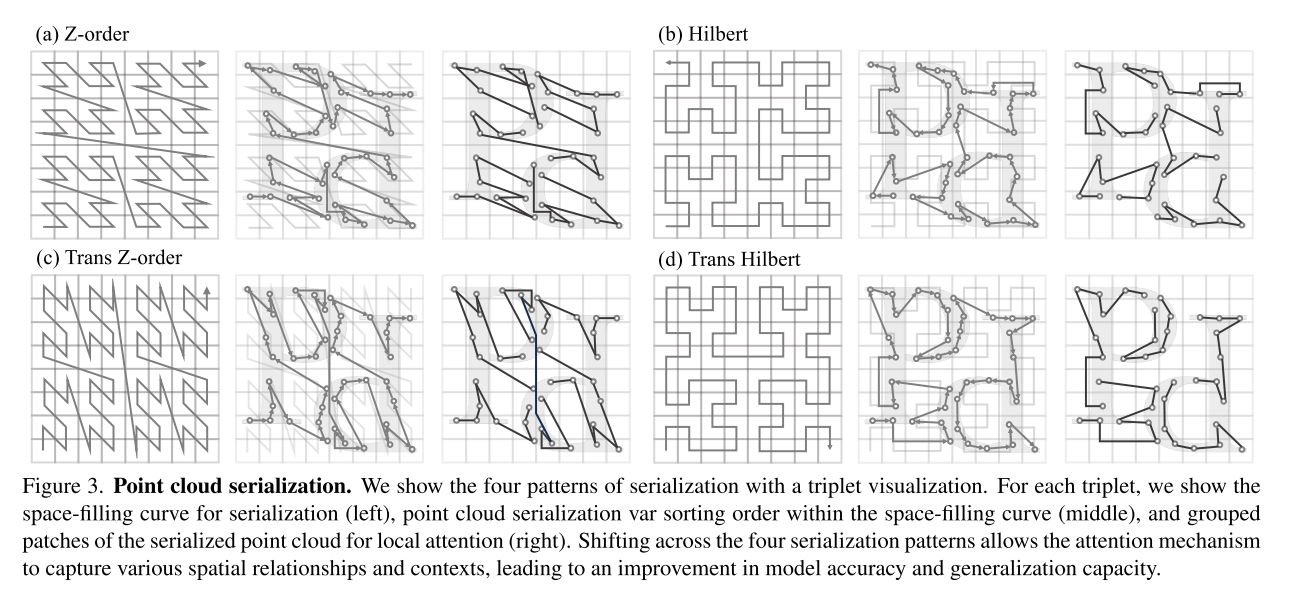 (a) Z-order
(b) Hilbert
(c) Trans Z-order
(d) Trans Hilbert
Figure 3. Point cloud serialization. We show the four patterns of serialization with a triplet visualization. For each triplet, we show the
space-filling curve for serialization (left), point cloud serialization var sorting order within the space-filling curve (middle), and grouped
patches of the serialized point cloud for local attention (right). Shifting across the four serialization patterns allows the attention mechanism
to capture various spatial relationships and contexts, leading to an improvement in model accuracy and generalization capacity.